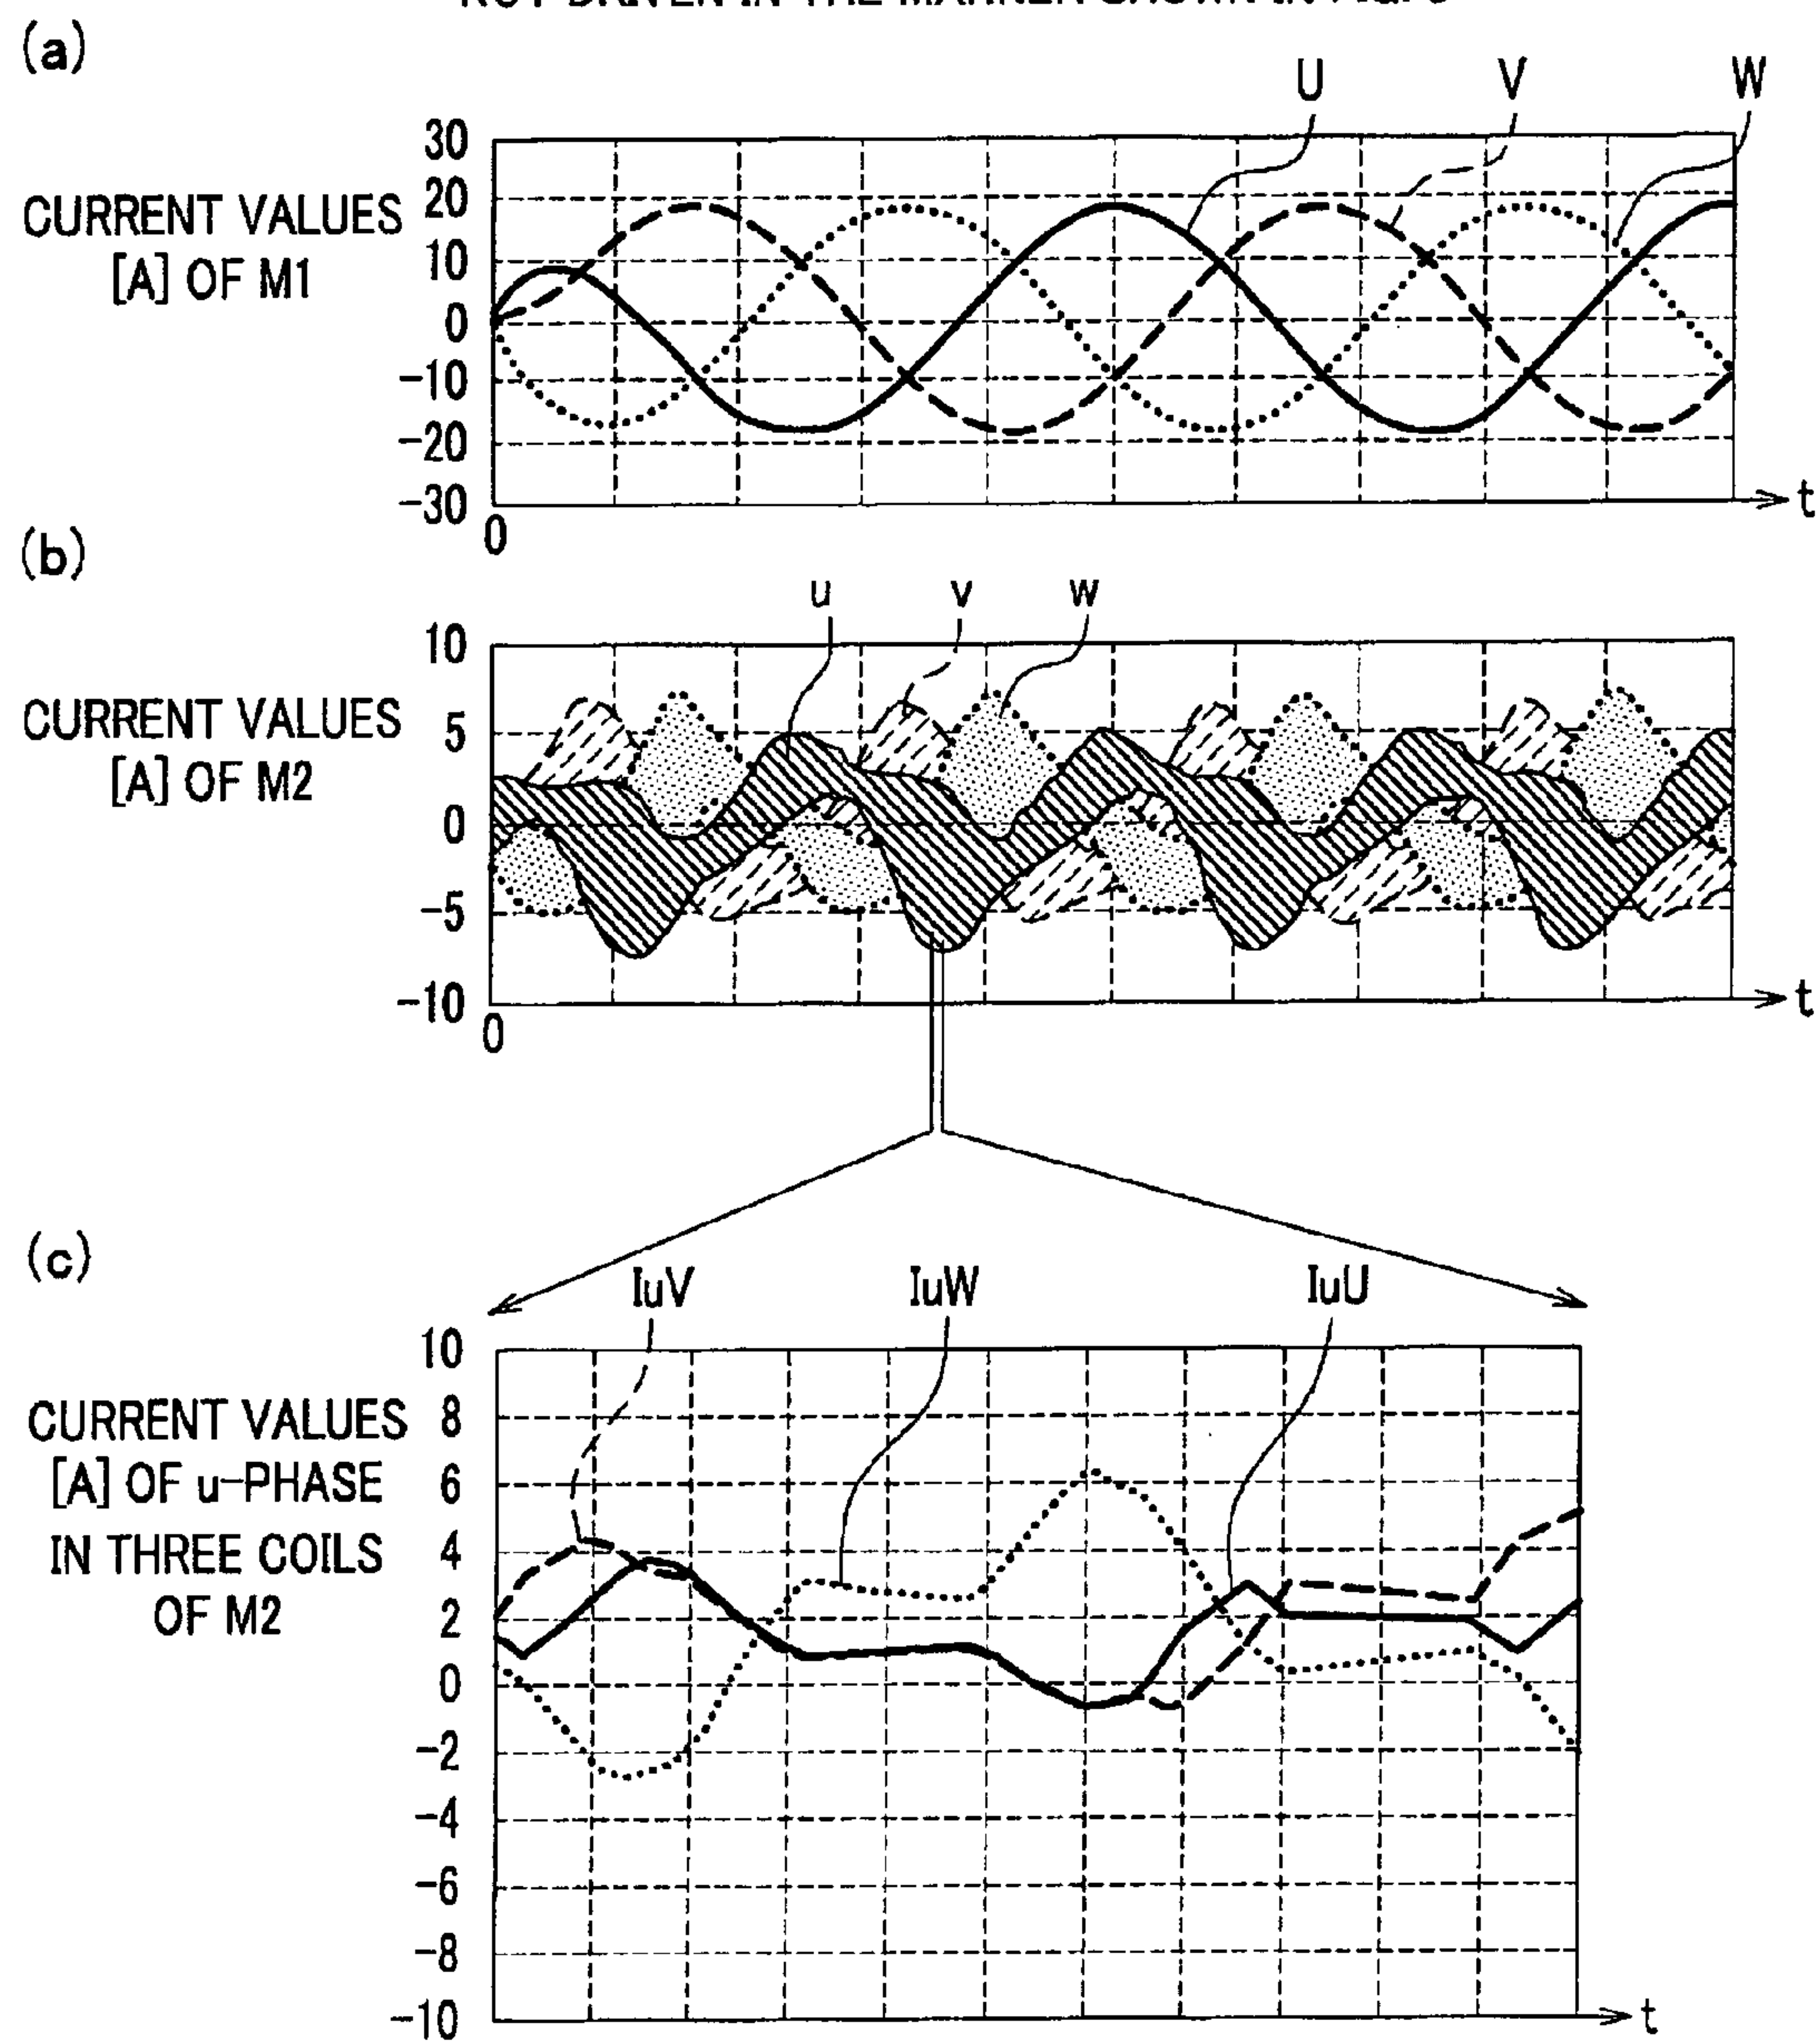 (a)
U V W
CURRENT VALUES
[A] OF M1
30
20
10
0
-10
-20
-30
0
t
(b)
u v w
CURRENT VALUES
[A] OF M2
10
5
0
-5
-10
0
t
(c)
IuV IuW IuU
CURRENT VALUES
[A] OF u-PHASE
IN THREE COILS
OF M2
10
8
6
4
2
0
-2
-4
-6
-8
-10
t